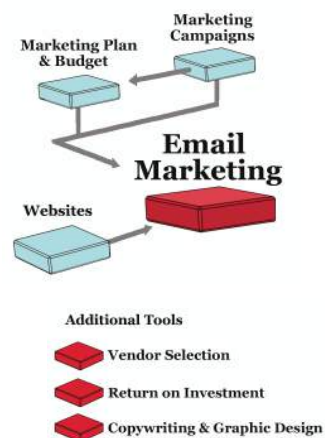 Marketing
Campaigns
Marketing Plan
& Budget
Email
Marketing
Websites
Additional Tools
Vendor Selection
Return on Investment
Copywriting & Graphic Design